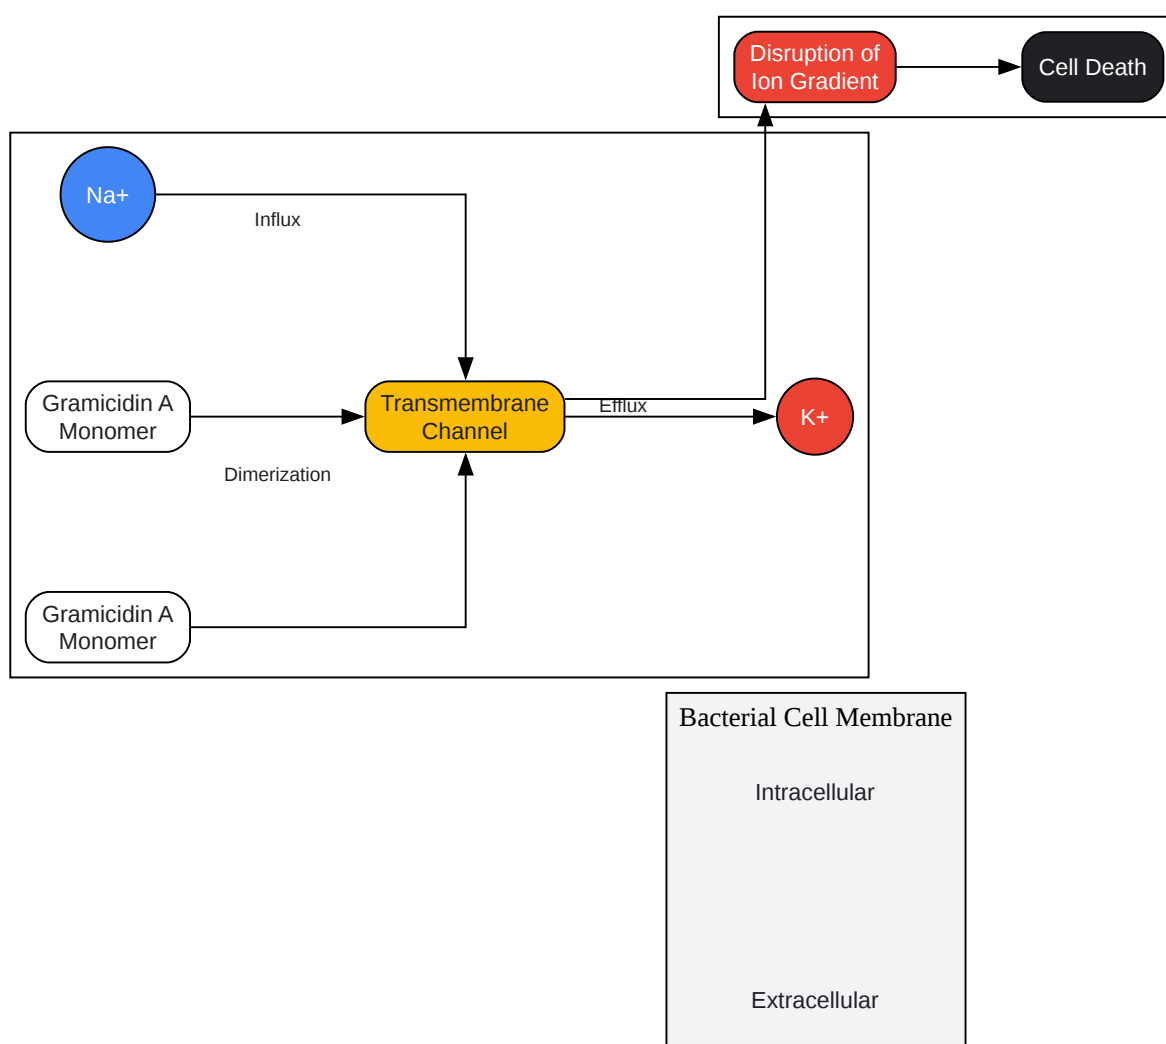 Disruption of
Ion Gradient
Cell Death
Na+
Influx
Gramicidin A
Monomer
Transmembrane
Channel
Efflux
K+
Dimerization
Gramicidin A
Monomer
Bacterial Cell Membrane
Intracellular
Extracellular